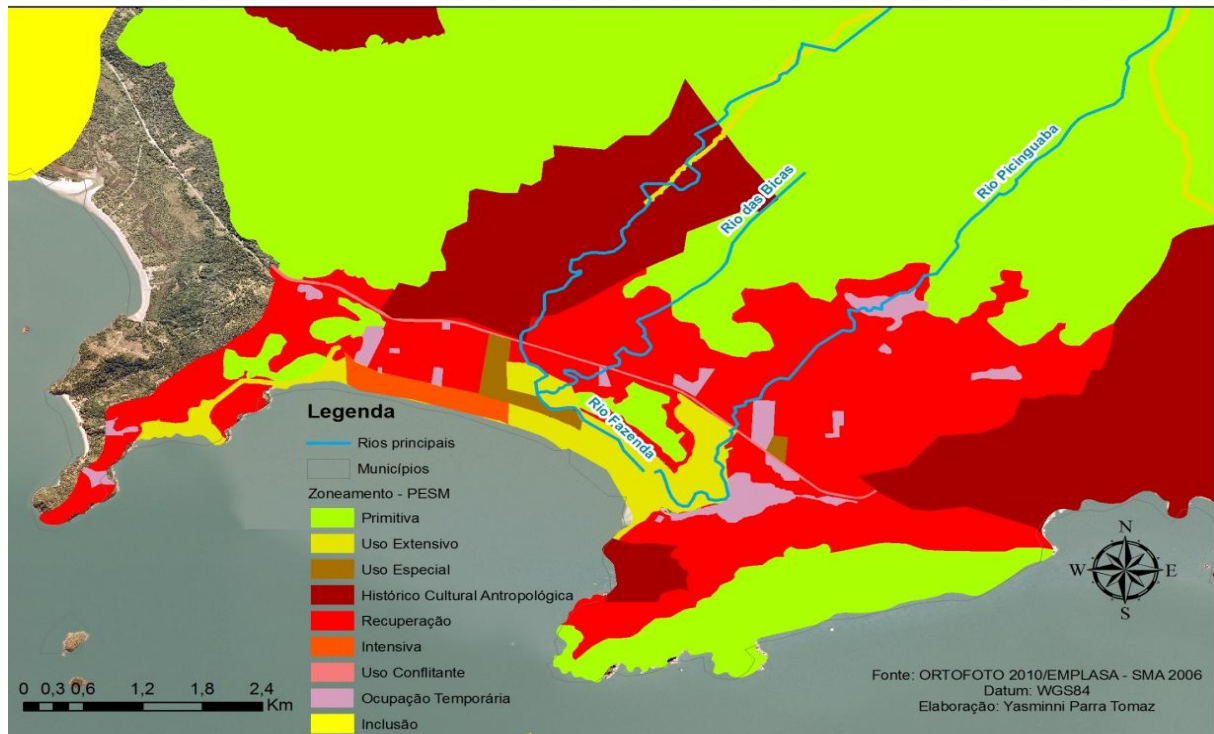 Rio das Bicas
Rio Picinguaba
Rio Fazenda
Legenda
Rios principais
Municípios
Zoneamento - PESM
Primitiva
Uso Extensivo
Uso Especial
Histórico Cultural Antropológica
Recuperação
Intensiva
Uso Conflitante
Ocupação Temporária
Inclusão
0 0,3 0,6 1,2 1,8 2,4
Km
N
W E
S
Fonte: ORTOFOTO 2010/EMPLASA - SMA 2006
Datum: WGS84
Elaboração: Yasminni Parra Tomaz